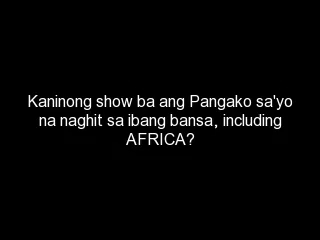 Kaninong show ba ang Pangako sa'yo
na naghit sa ibang bansa, including
AFRICA?